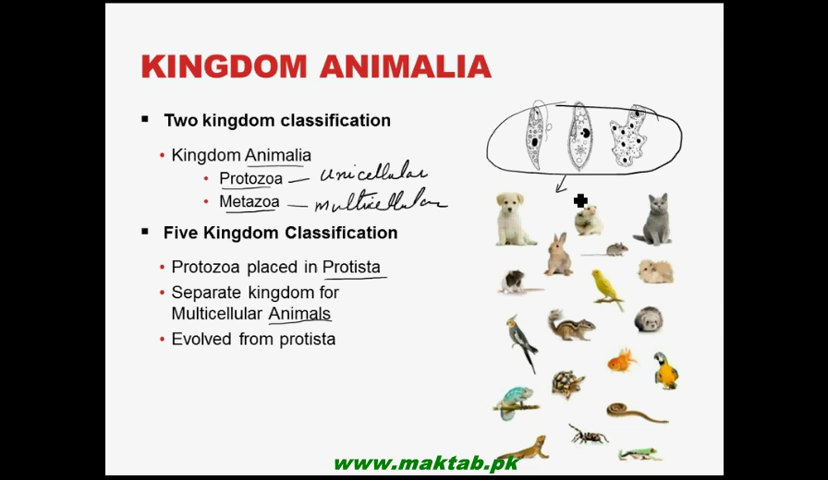 KINGDOM ANIMALIA
▪ Two kingdom classification
• Kingdom Animalia
• Protozoa — unicellular
• Metazoa — multicellular
▪ Five Kingdom Classification
• Protozoa placed in Protista
• Separate kingdom for
Multicellular Animals
• Evolved from protista
www.maktab.pk